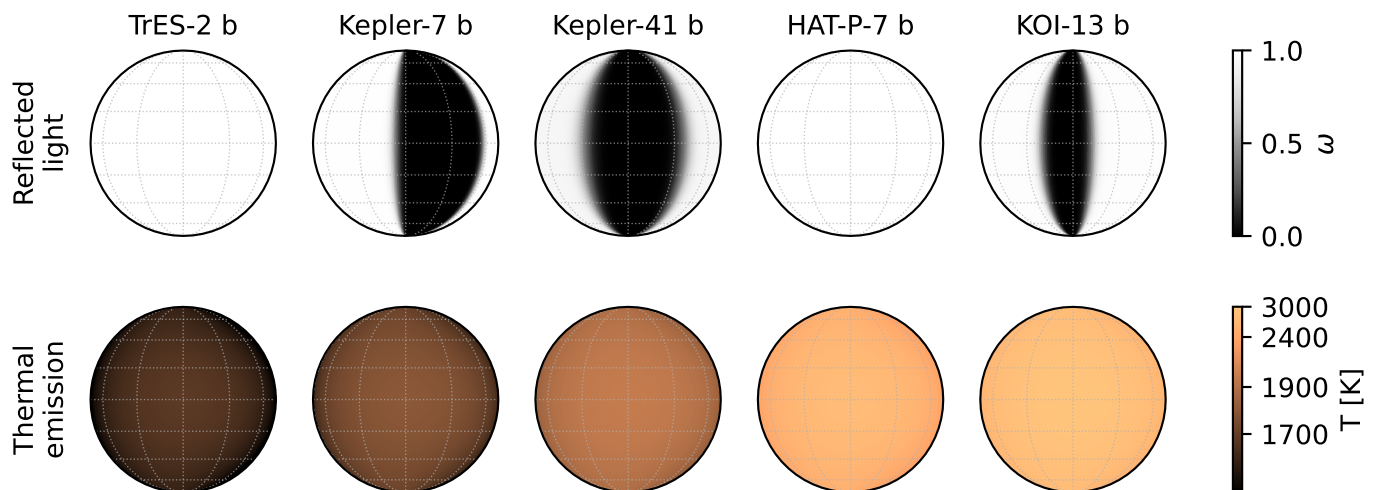 TrES-2 b
Kepler-7 b
Kepler-41 b
HAT-P-7 b
KOI-13 b
Reflected
light
1.0
0.5
0.0
ω
Thermal
emission
3000
2400
1900
1700
T [K]